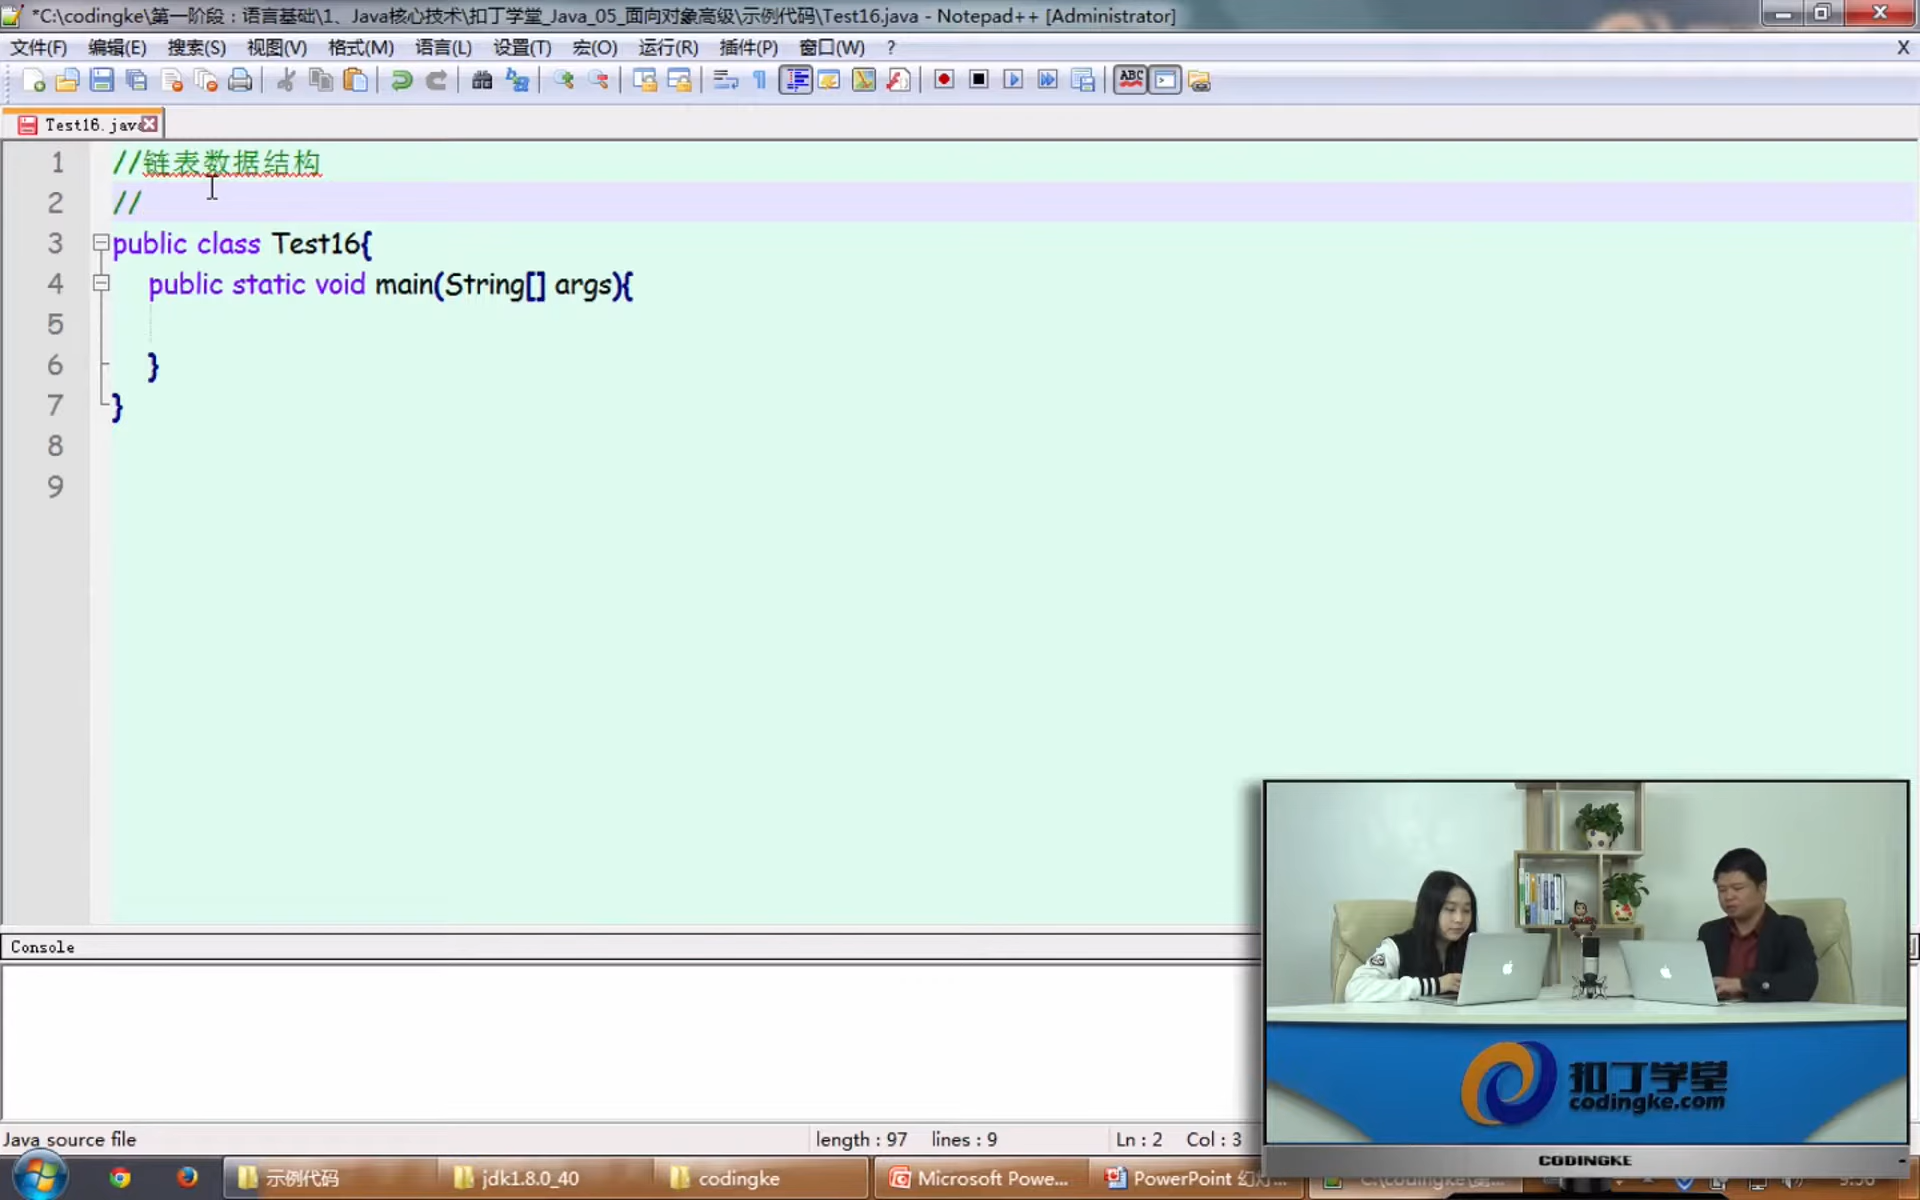 *C:\codingke\第一阶段：语言基础\1、Java核心技术\扣丁学堂_Java_05_面向对象高级\示例代码\Test16.java - Notepad++ [Administrator]
文件(F) 编辑(E) 搜索(S) 视图(V) 格式(M) 语言(L) 设置(T) 宏(O) 运行(R) 插件(P) 窗口(W) ? X
ABC
Test16.java
1 //链表数据结构
2 //
3 public class Test16{
4 public static void main(String[] args){
5
6 }
7 }
8
9
Console
扣丁学堂
codingke.com
CODINGKE
Java source file length : 97 lines : 9 Ln : 2 Col : 3
示例代码 jdk1.8.0_40 codingke Microsoft Powe... PowerPoint 幻灯...